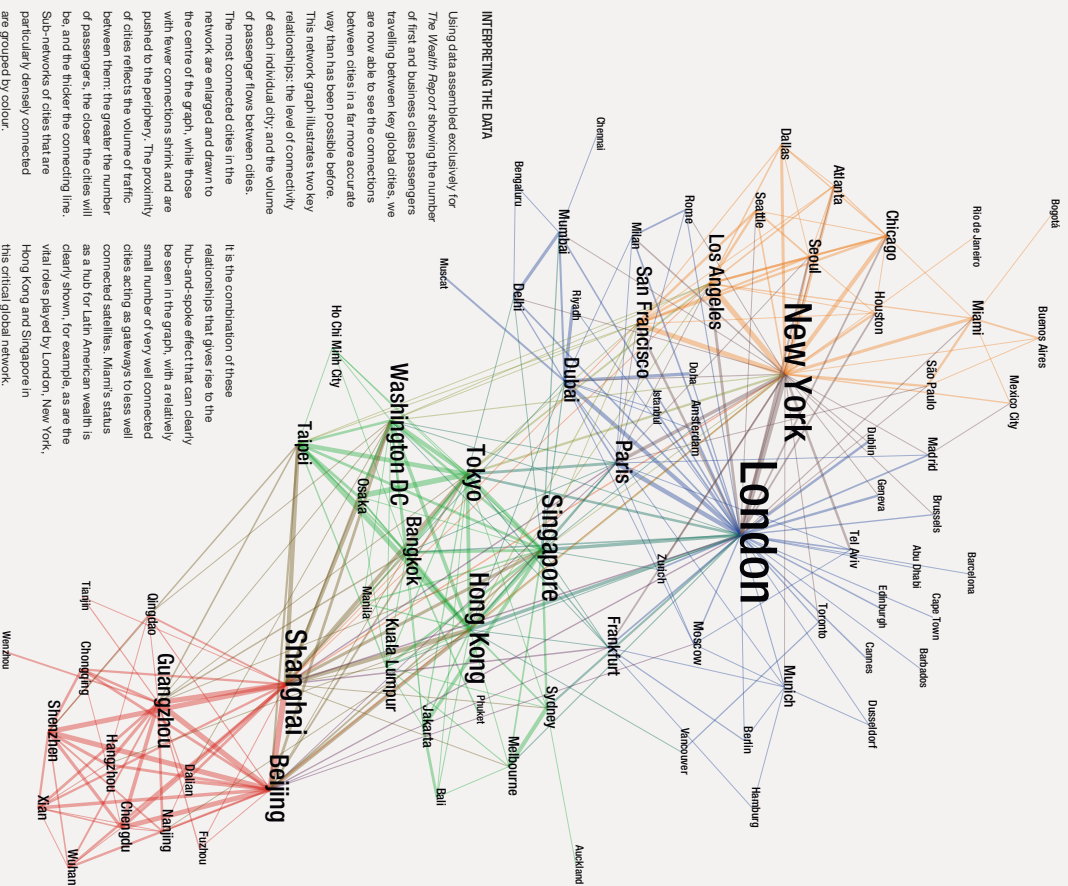 INTERPRETING THE DATA
Using data assembled exclusively for
The Wealth Report showing the number
of first and business class passengers
travelling between key global cities, we
are now able to see the connections
between cities in a far more accurate
way than has been possible before.
This network graph illustrates two key
relationships: the level of connectivity
of each individual city; and the volume
of passenger flows between cities.
The most connected cities in the
network are enlarged and drawn to
the centre of the graph, while those
with fewer connections shrink and are
pushed to the periphery. The proximity
of cities reflects the volume of traffic
between them: the greater the number
of passengers, the closer the cities will
be, and the thicker the connecting line.
Sub-networks of cities that are
particularly densely connected
are grouped by colour.
It is the combination of these
relationships that gives rise to the
hub-and-spoke effect that can clearly
be seen in the graph, with a relatively
small number of very well connected
cities acting as gateways to less well
connected satellites. Miami's status
as a hub for Latin American wealth is
clearly shown, for example, as are the
vital roles played by London, New York,
Hong Kong and Singapore in
this critical global network.
Bogotá
Buenos Aires
Mexico City
Rio de Janeiro
Miami
Barcelona
São Paulo
Madrid
Brussels
Cape Town
Abu Dhabi
Barbados
Chicago
Houston
Dublin
Geneva
Edinburgh
Cannes
Dusseldorf
Atlanta
Tel Aviv
Toronto
Dallas
Seoul
New York
Munich
Seattle
London
Hamburg
Berlin
Los Angeles
Rome
Doha
Amsterdam
Moscow
Vancouver
Milan
San Francisco
Istanbul
Zurich
Paris
Frankfurt
Chennai
Riyadh
Dubai
Mumbai
Singapore
Sydney
Auckland
Bengaluru
Delhi
Melbourne
Tokyo
Hong Kong
Phuket
Muscat
Bangkok
Jakarta
Bali
Washington DC
Kuala Lumpur
Osaka
Manila
Ho Chi Minh City
Taipei
Shanghai
Beijing
Fuzhou
Dalian
Nanjing
Guangzhou
Qingdao
Chengdu
Hangzhou
Tianjin
Chongqing
Wuhan
Shenzhen
Xian
Wenzhou